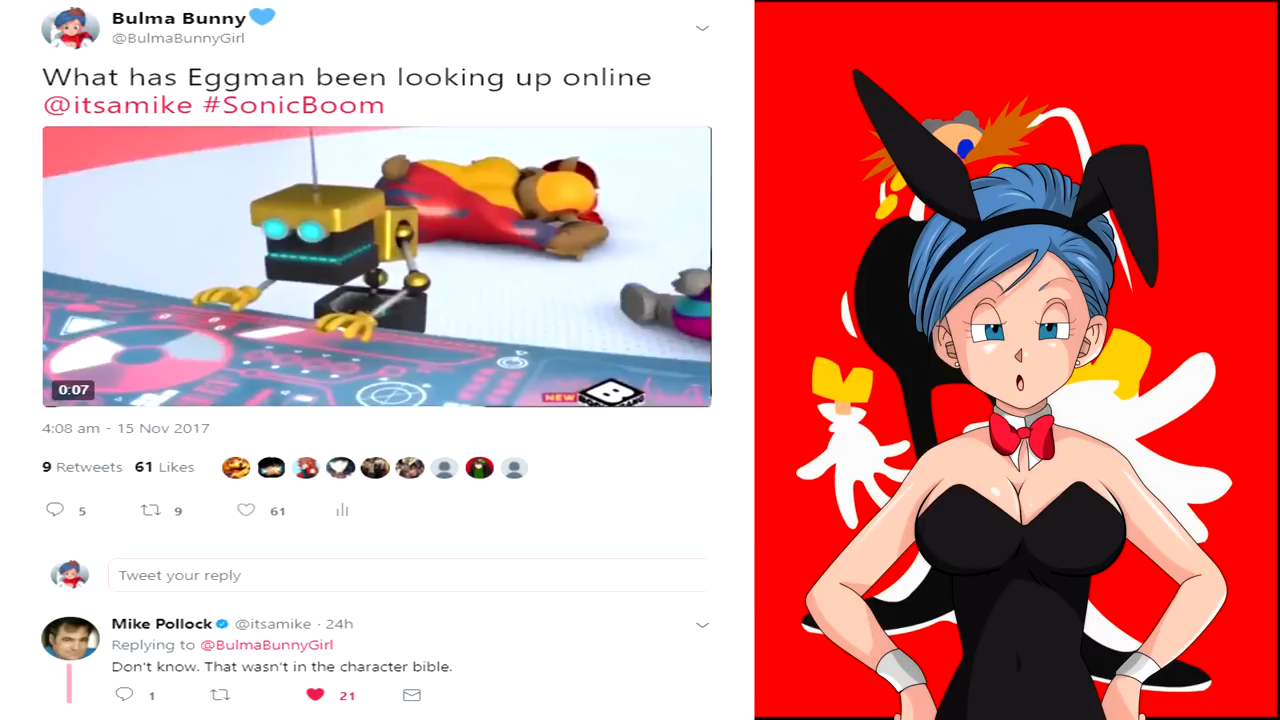 Bulma Bunny
@BulmaBunnyGirl
What has Eggman been looking up online
@itsamike #SonicBoom
0:07
NEW
4:08 am - 15 Nov 2017
9 Retweets 61 Likes
5 9 61
Tweet your reply
Mike Pollock @itsamike · 24h
Replying to @BulmaBunnyGirl
Don't know. That wasn't in the character bible.
1 21